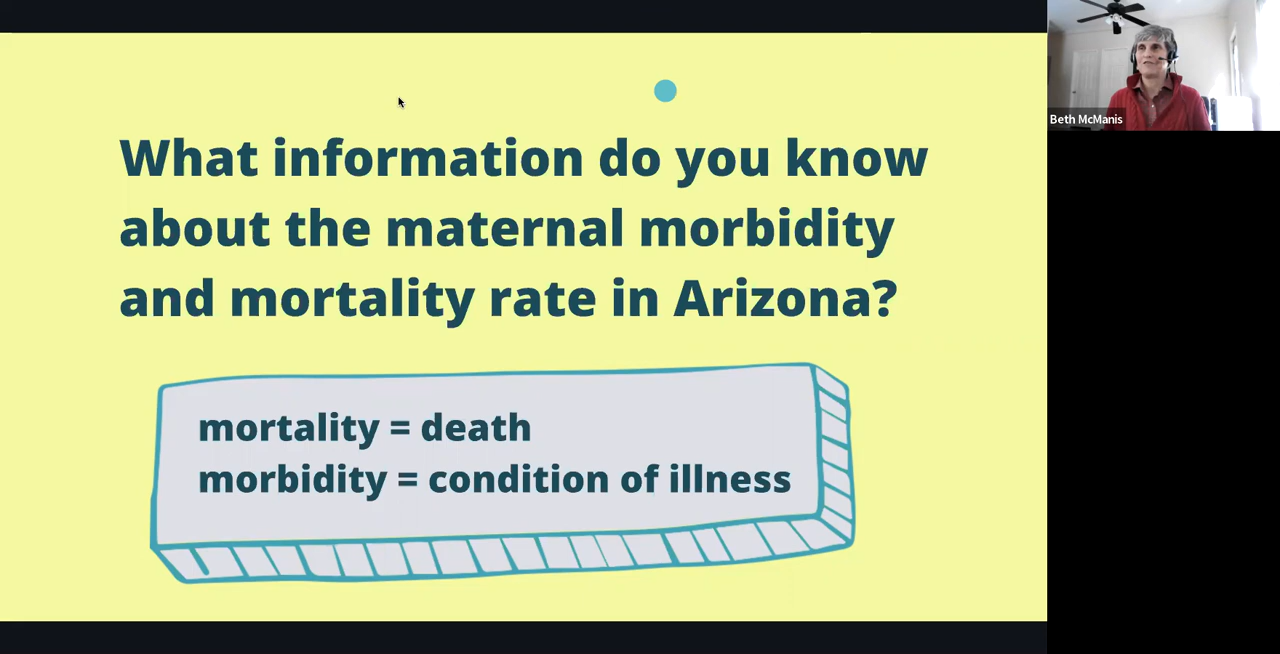 What information do you know
about the maternal morbidity
and mortality rate in Arizona?
mortality = death
morbidity = condition of illness
Beth McManis